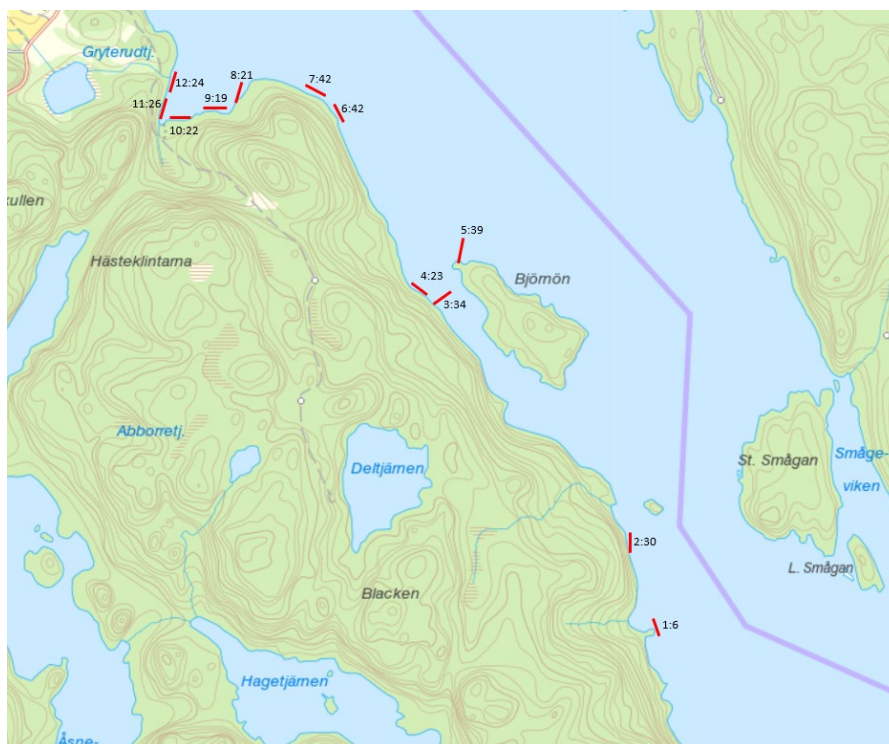 Gryterudtj.
12:24
8:21
7:42
9:19
11:26
6:42
10:22
kullen
5:39
Hästeklintarna
4:23
Björnön
3:34
Abborretj.
Deltjärnen
St. Smågan
Småge-
viken
2:30
L. Smågan
Blacken
1:6
Hagetjärnen
Åsne-